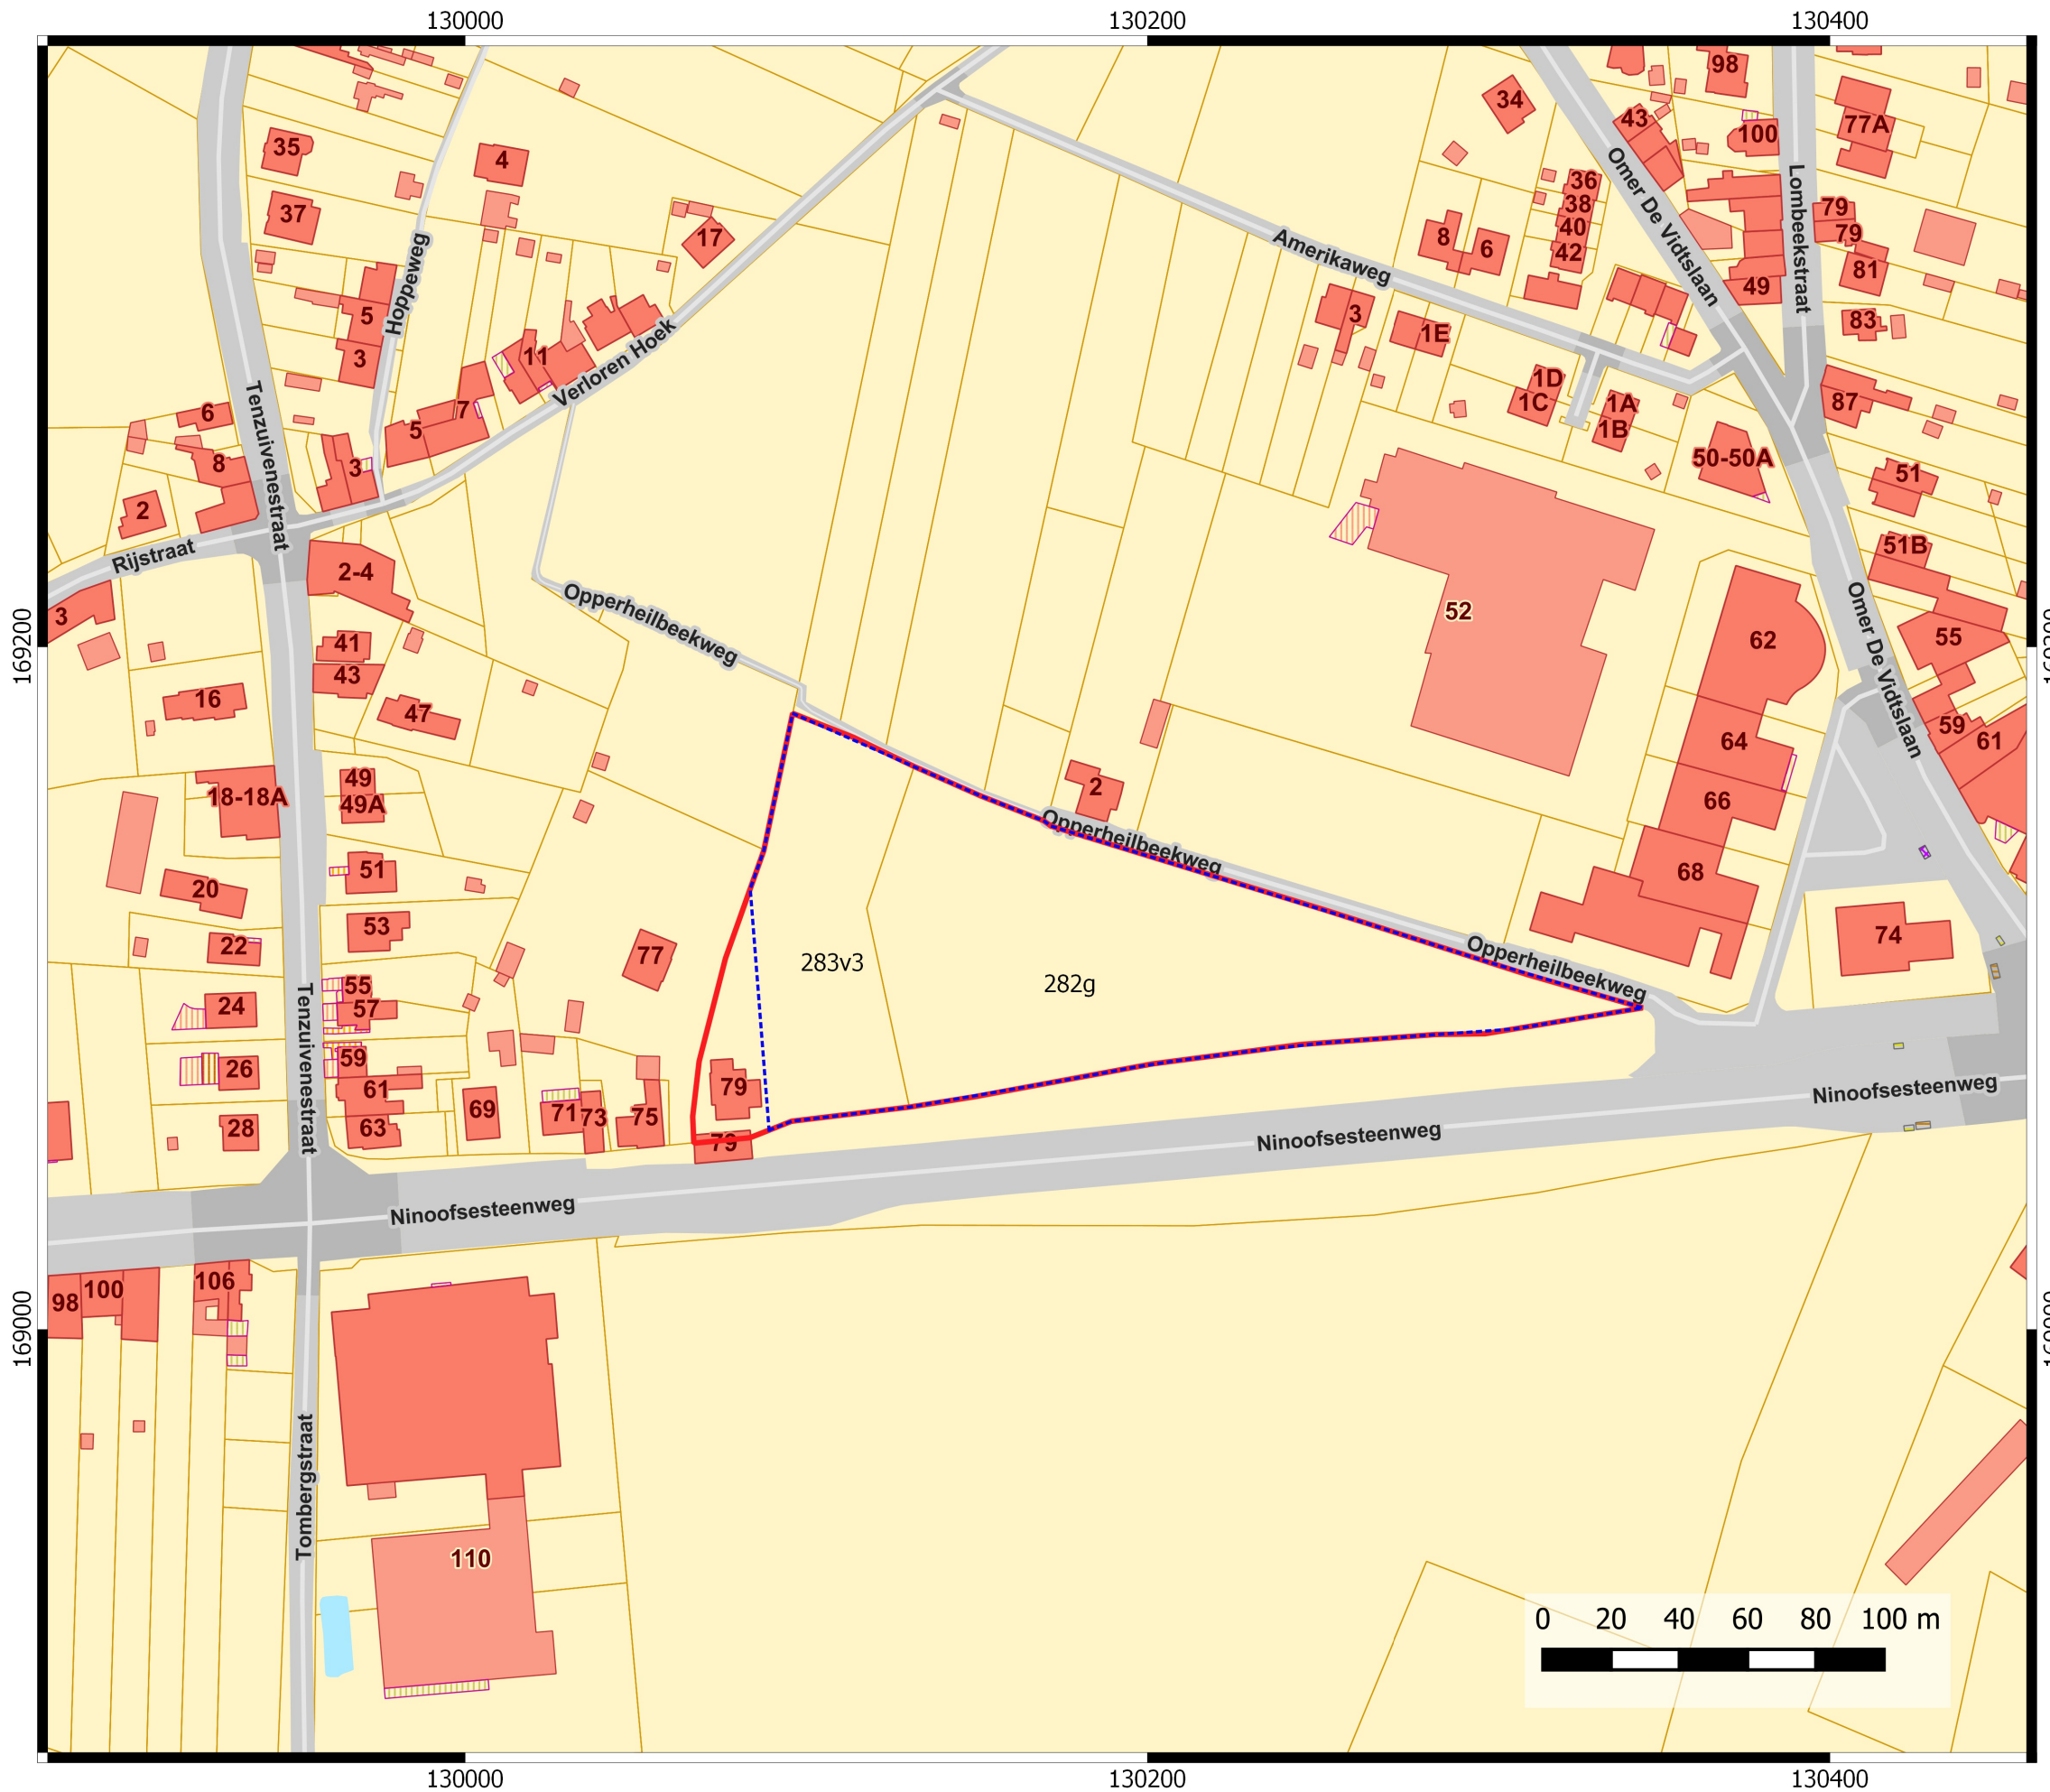 130000
130200
130400
98
34
43
77A
100
35
4
Omer De Vidtslaan
Lombeekstraat
36
38
79
37
40
79
17
8
6
42
Amerikaweg
81
Hoppeweg
49
5
3
83
1E
3
11
Verloren Hoek
1D
1C
1A
87
6
7
1B
5
Tenzuivenestraat
8
3
50-50A
51
2
51B
Rijstraat
2-4
Opperheilbeekweg
52
3
41
62
55
169200
169200
43
Omer De Vidtslaan
16
47
59
64
61
49
18-18A
49A
2
66
Opperheilbeekweg
51
68
20
53
74
22
77
283v3
Opperheilbeekweg
55
282g
24
57
Tenzuivenestraat
59
26
79
61
Ninoofsesteenweg
69
71
73
75
28
63
79
Ninoofsesteenweg
Ninoofsesteenweg
98
100
106
169000
169000
Tombergstraat
110
0 20 40 60 80 100 m
130000
130200
130400